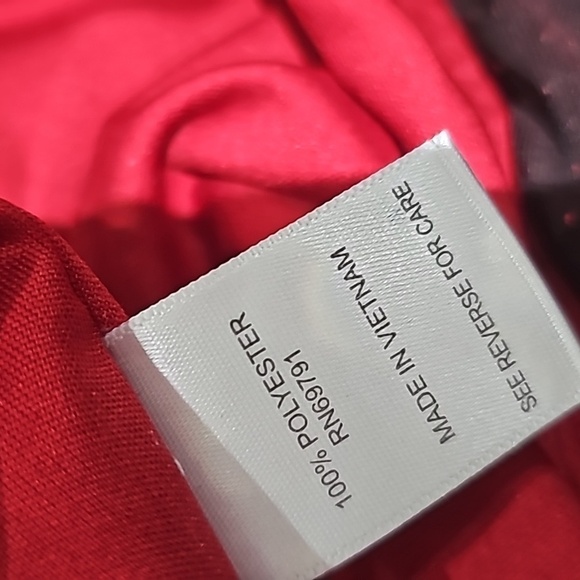 100% POLYESTER
RN69791
MADE IN VIETNAM
SEE REVERSE FOR CARE